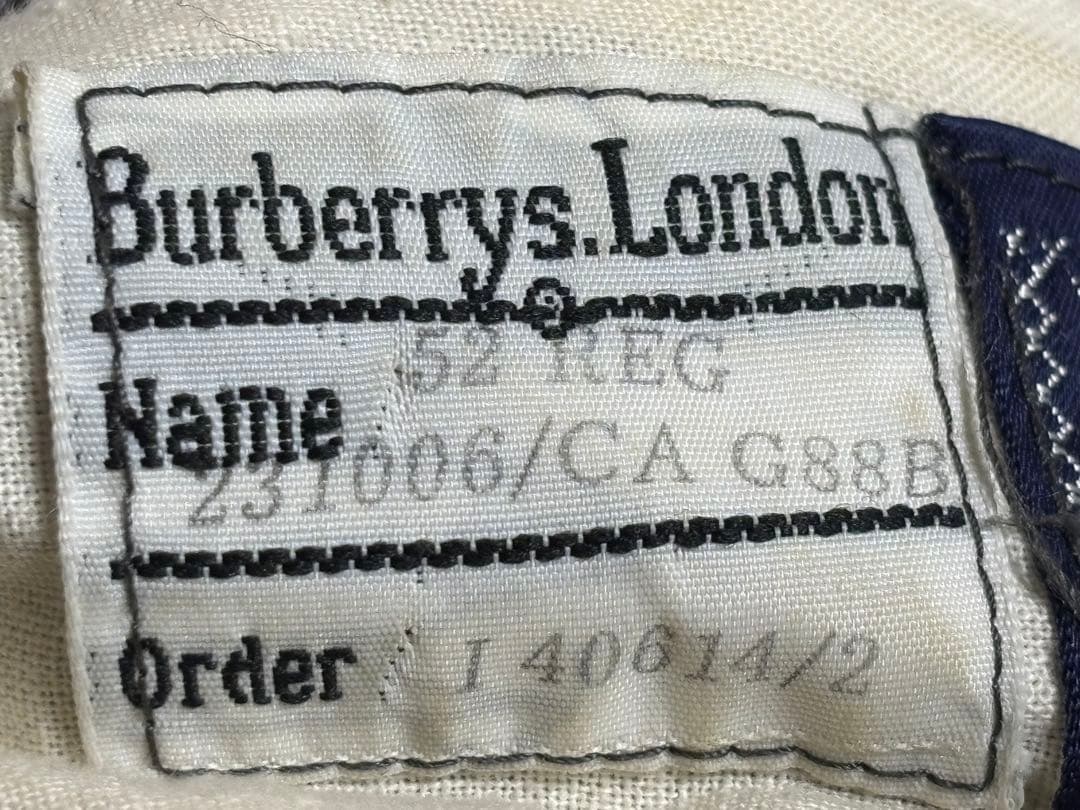 Burberrys. London
52 REG
Name
231006/CA G88B
Order I 40614/2